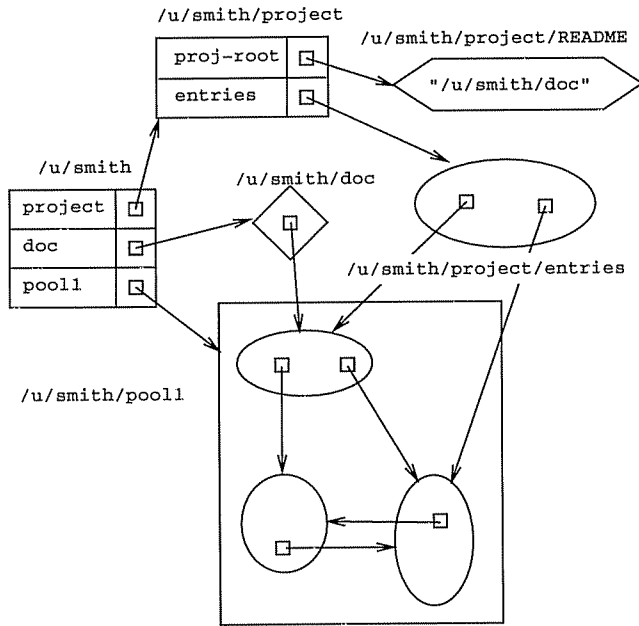 /u/smith/project
/u/smith/project/README
proj-root
"/u/smith/doc"
entries
/u/smith
/u/smith/doc
project
doc
/u/smith/project/entries
pool1
/u/smith/pool1